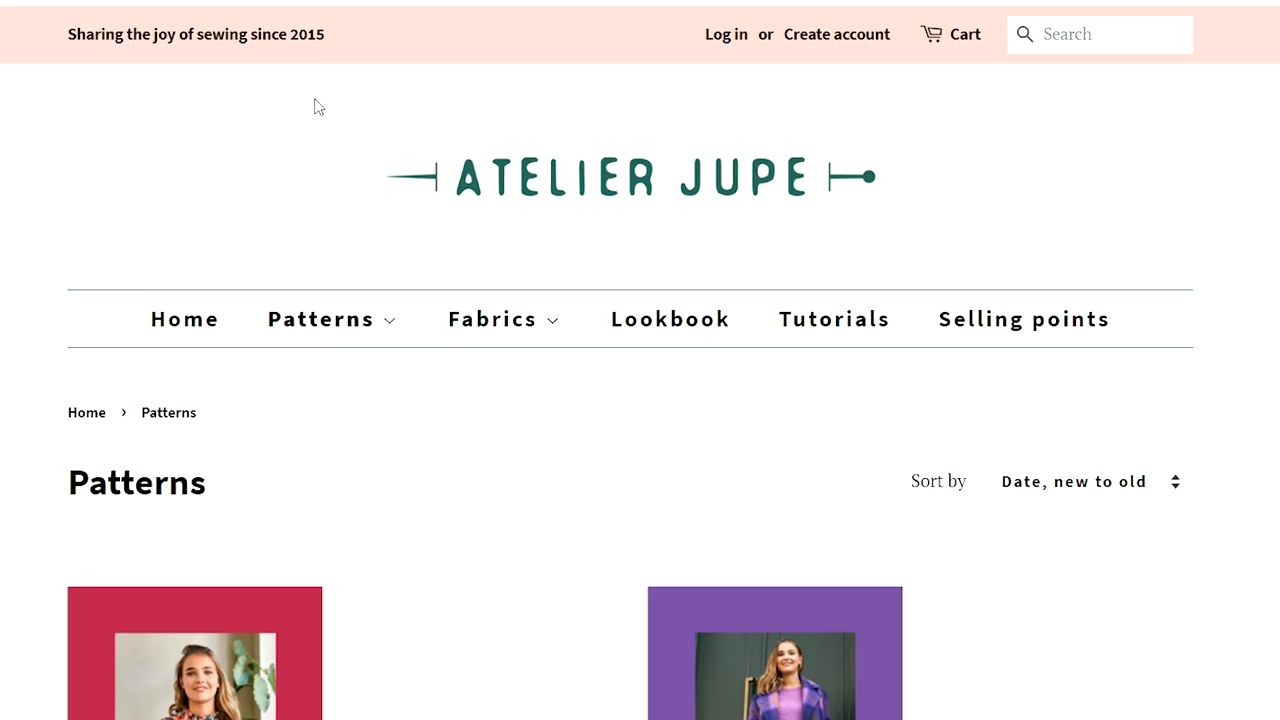 Sharing the joy of sewing since 2015
Log in or Create account
Cart
Search
ATELIER JUPE
Home
Patterns
Fabrics
Lookbook
Tutorials
Selling points
Home › Patterns
Patterns
Sort by
Date, new to old